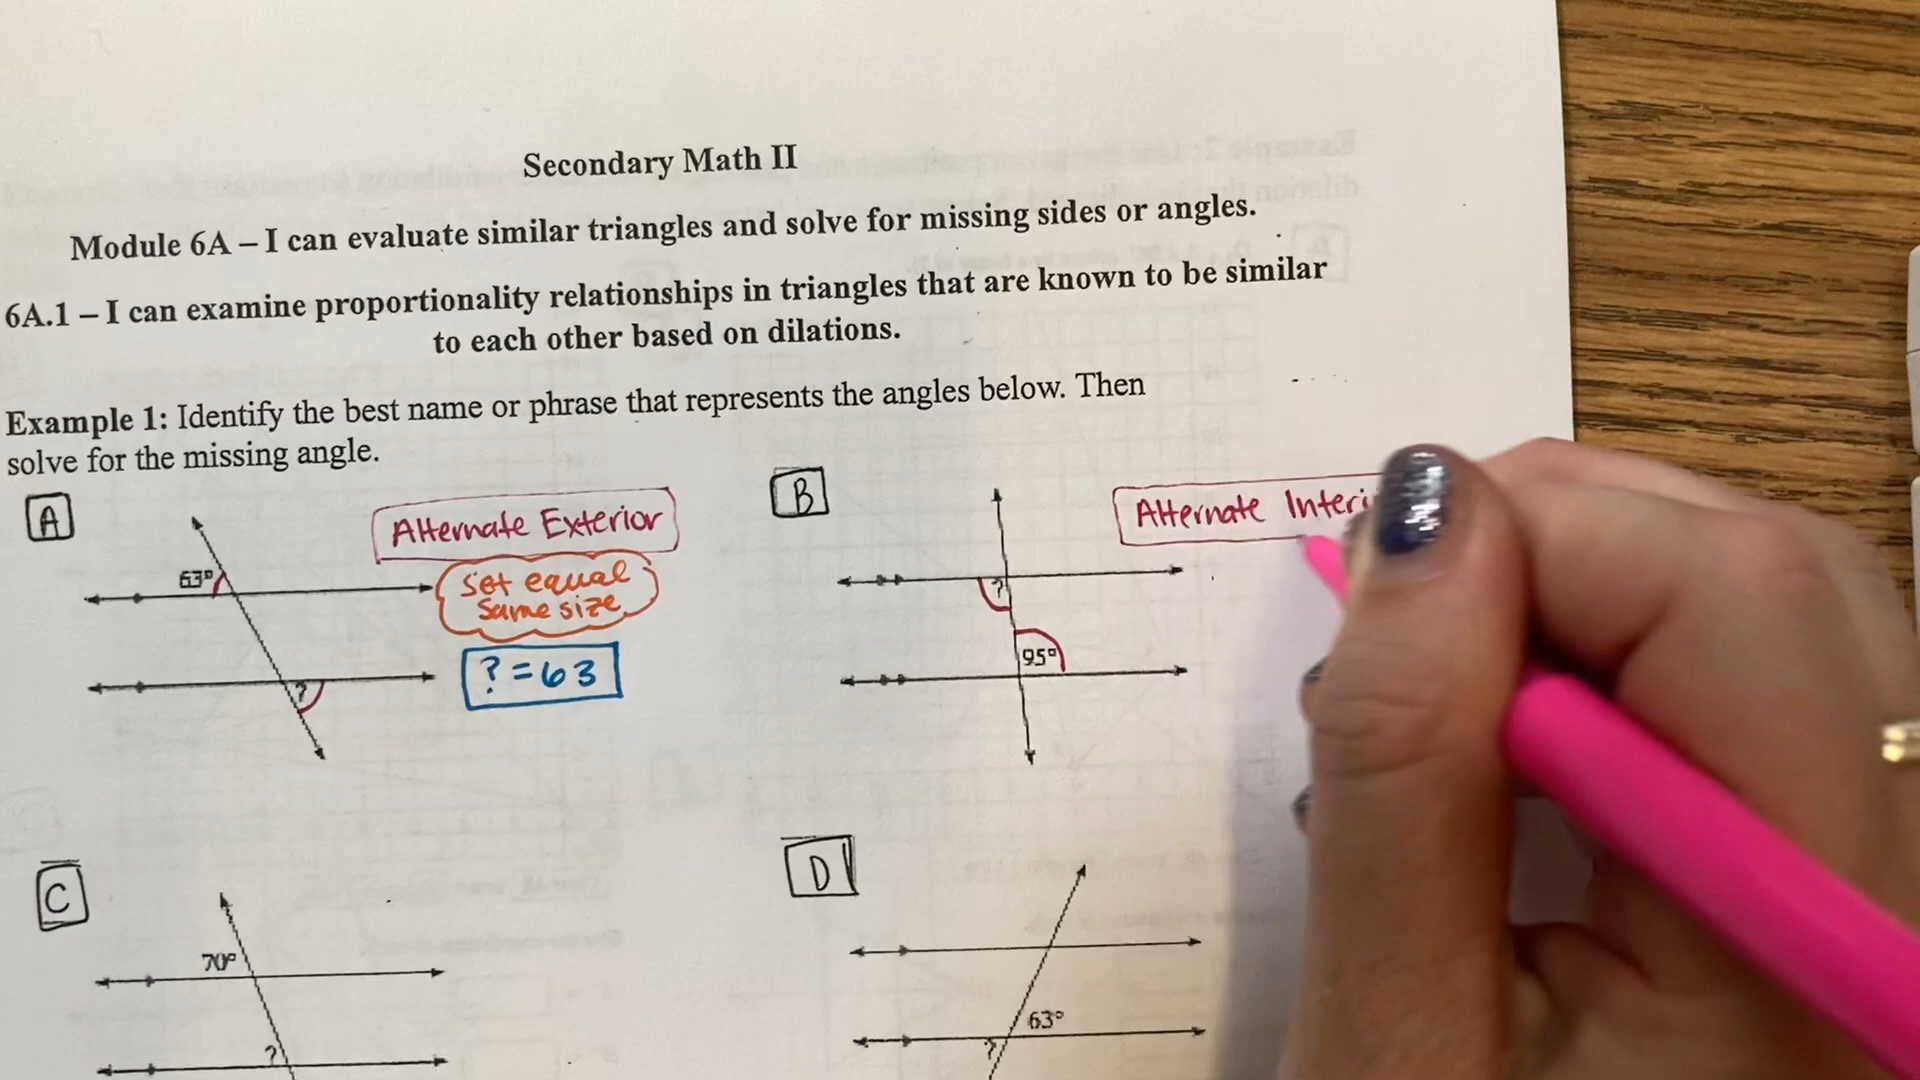 Secondary Math II
Module 6A – I can evaluate similar triangles and solve for missing sides or angles.
6A.1 – I can examine proportionality relationships in triangles that are known to be similar
to each other based on dilations.
Example 1: Identify the best name or phrase that represents the angles below. Then
solve for the missing angle.
A
Alternate Exterior
63°
Set equal
Same size
? = 63
?
B
Alternate
?
95°
C
70°
?
D
63°
?